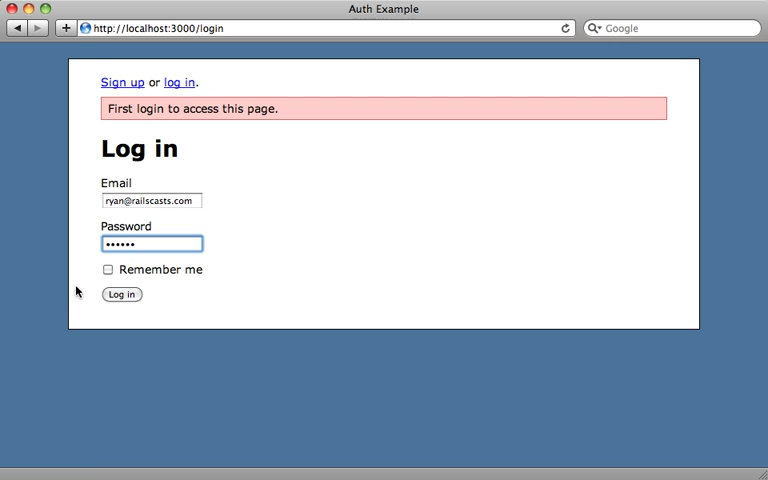 Auth Example
http://localhost:3000/login
Google
Sign up or log in.
First login to access this page.
Log in
Email
ryan@railscasts.com
Password
••••••
Remember me
Log in